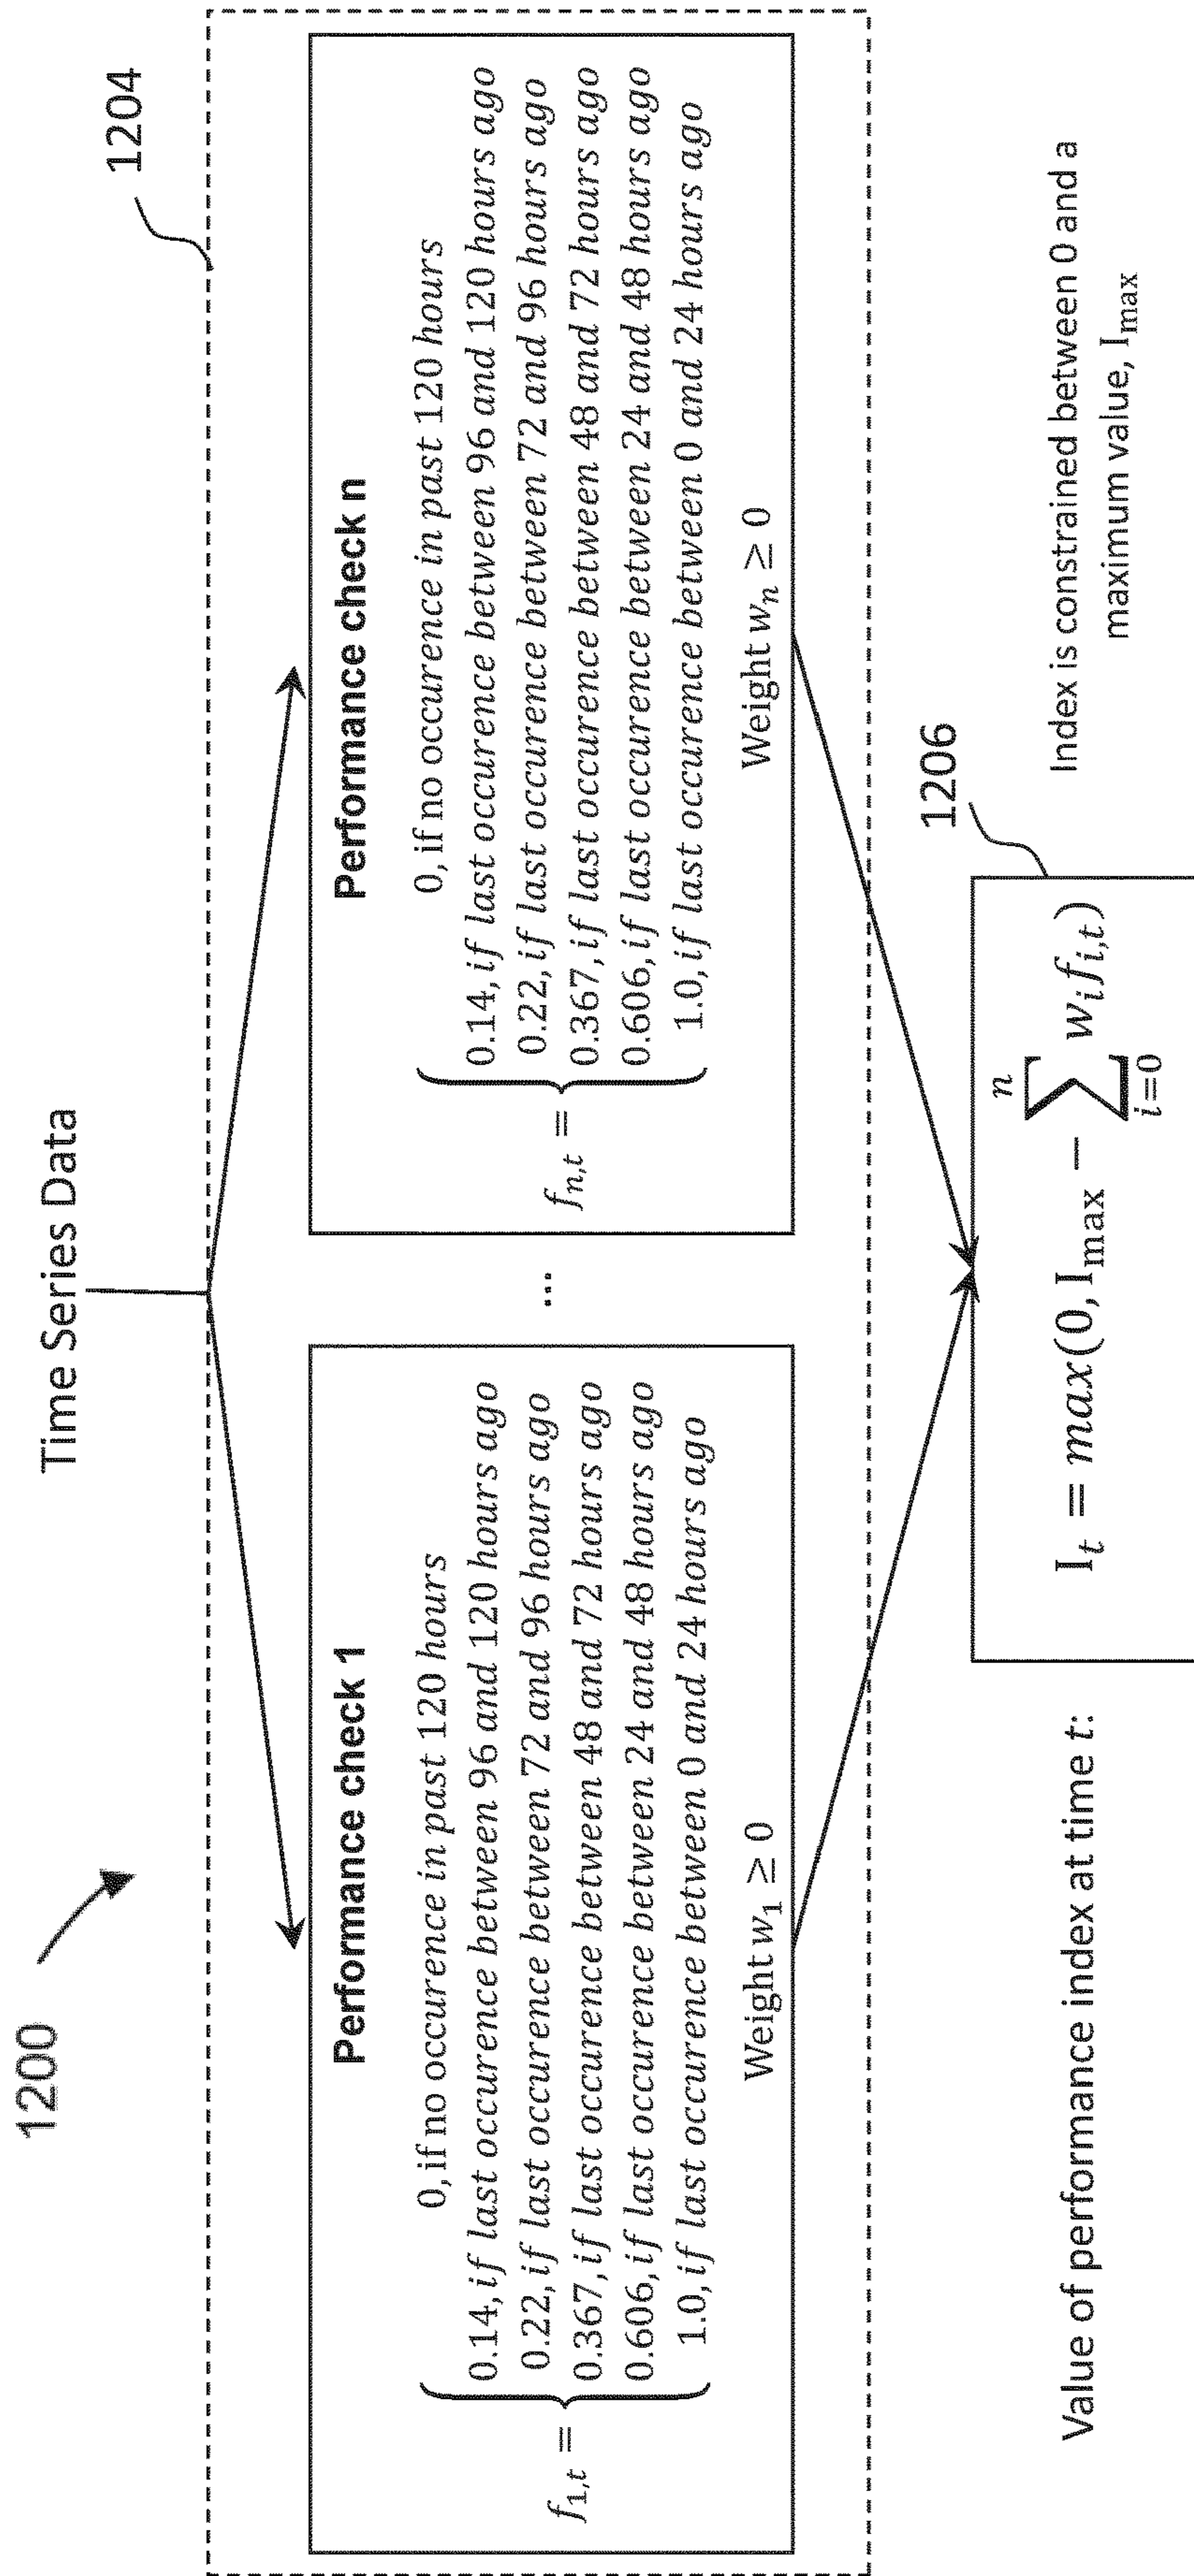 1200
Time Series Data
1204
Performance check 1
f_{1,t} =
0, if no occurence in past 120 hours
0.14, if last occurence between 96 and 120 hours ago
0.22, if last occurence between 72 and 96 hours ago
0.367, if last occurence between 48 and 72 hours ago
0.606, if last occurence between 24 and 48 hours ago
1.0, if last occurence between 0 and 24 hours ago
Weight w_1 ≥ 0
...
Performance check n
f_{n,t} =
0, if no occurence in past 120 hours
0.14, if last occurence between 96 and 120 hours ago
0.22, if last occurence between 72 and 96 hours ago
0.367, if last occurence between 48 and 72 hours ago
0.606, if last occurence between 24 and 48 hours ago
1.0, if last occurence between 0 and 24 hours ago
Weight w_n ≥ 0
1206
Value of performance index at time t:
I_t = max(0, I_max − ∑_{i=0}^{n} w_i f_{i,t})
Index is constrained between 0 and a
maximum value, I_max